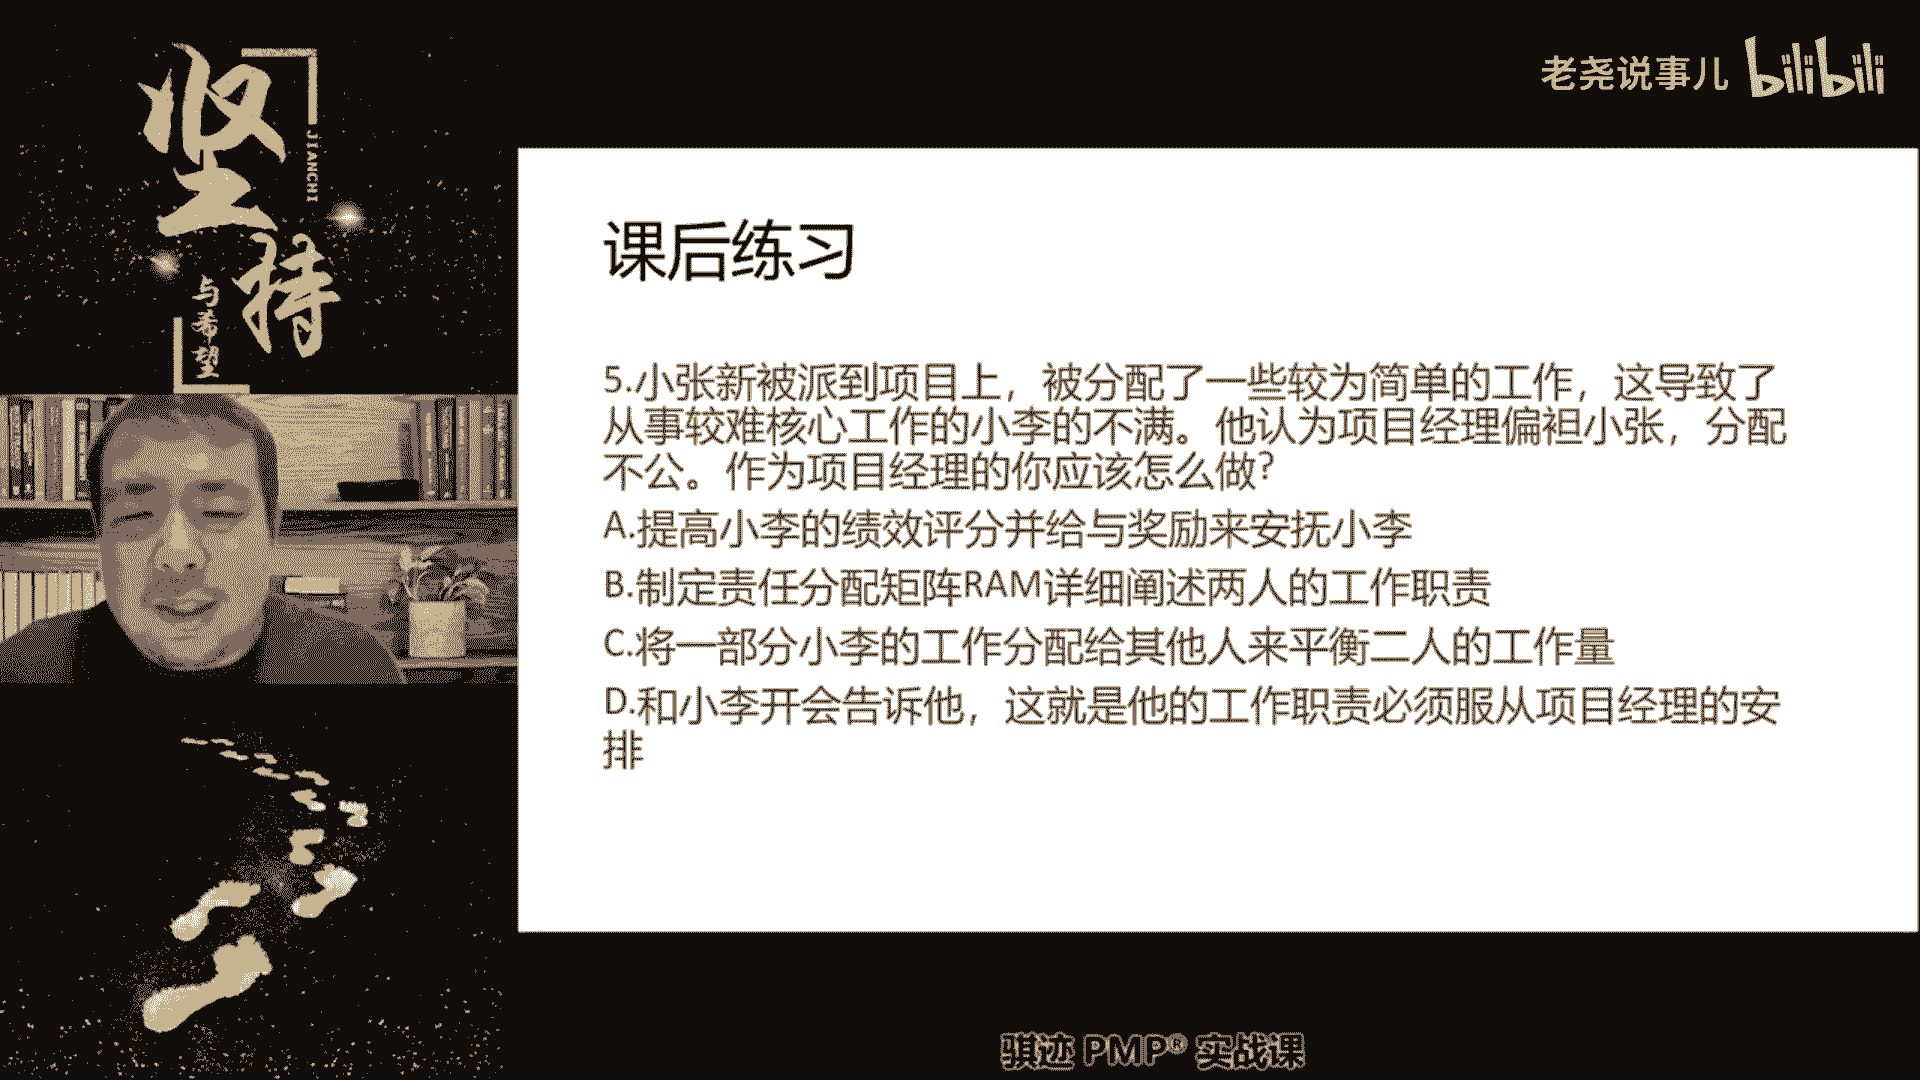 坚持
JIANCHI
与希望
老尧说事儿 bilibili
课后练习
5.小张新被派到项目上，被分配了一些较为简单的工作，这导致了
从事较难核心工作的小李的不满。他认为项目经理偏袒小张，分配
不公。作为项目经理的你应该怎么做?
A.提高小李的绩效评分并给与奖励来安抚小李
B.制定责任分配矩阵RAM详细阐述两人的工作职责
C.将一部分小李的工作分配给其他人来平衡二人的工作量
D.和小李开会告诉他，这就是他的工作职责必须服从项目经理的安
排
骐迹 PMP® 实战课